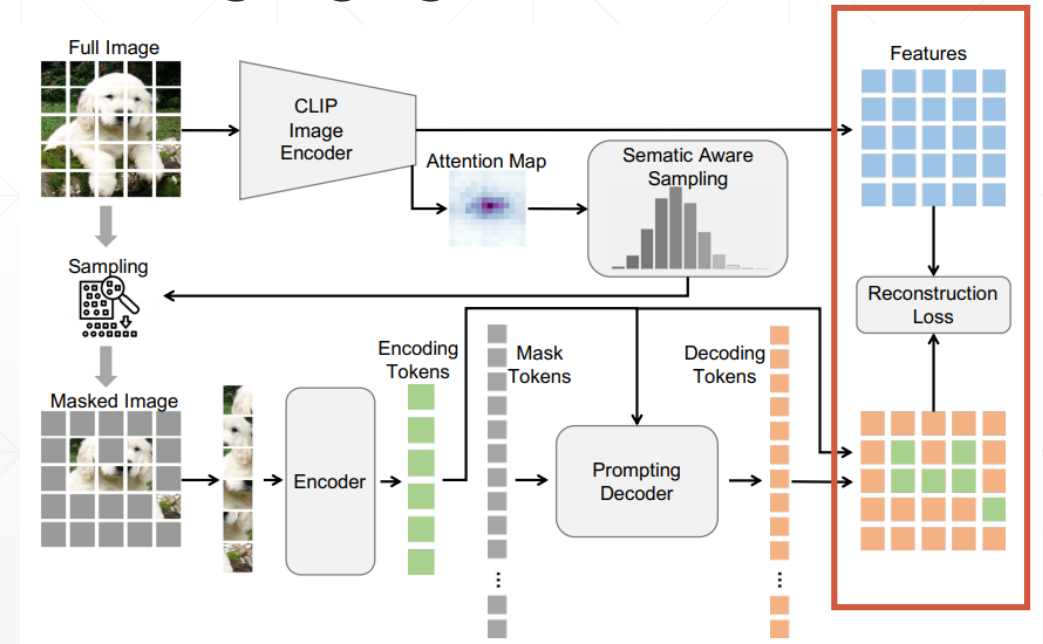 Full Image
CLIP
Image
Encoder
Attention Map
Sematic Aware
Sampling
Features
Sampling
Reconstruction
Loss
Masked Image
Encoder
Encoding
Tokens
Mask
Tokens
Prompting
Decoder
Decoding
Tokens